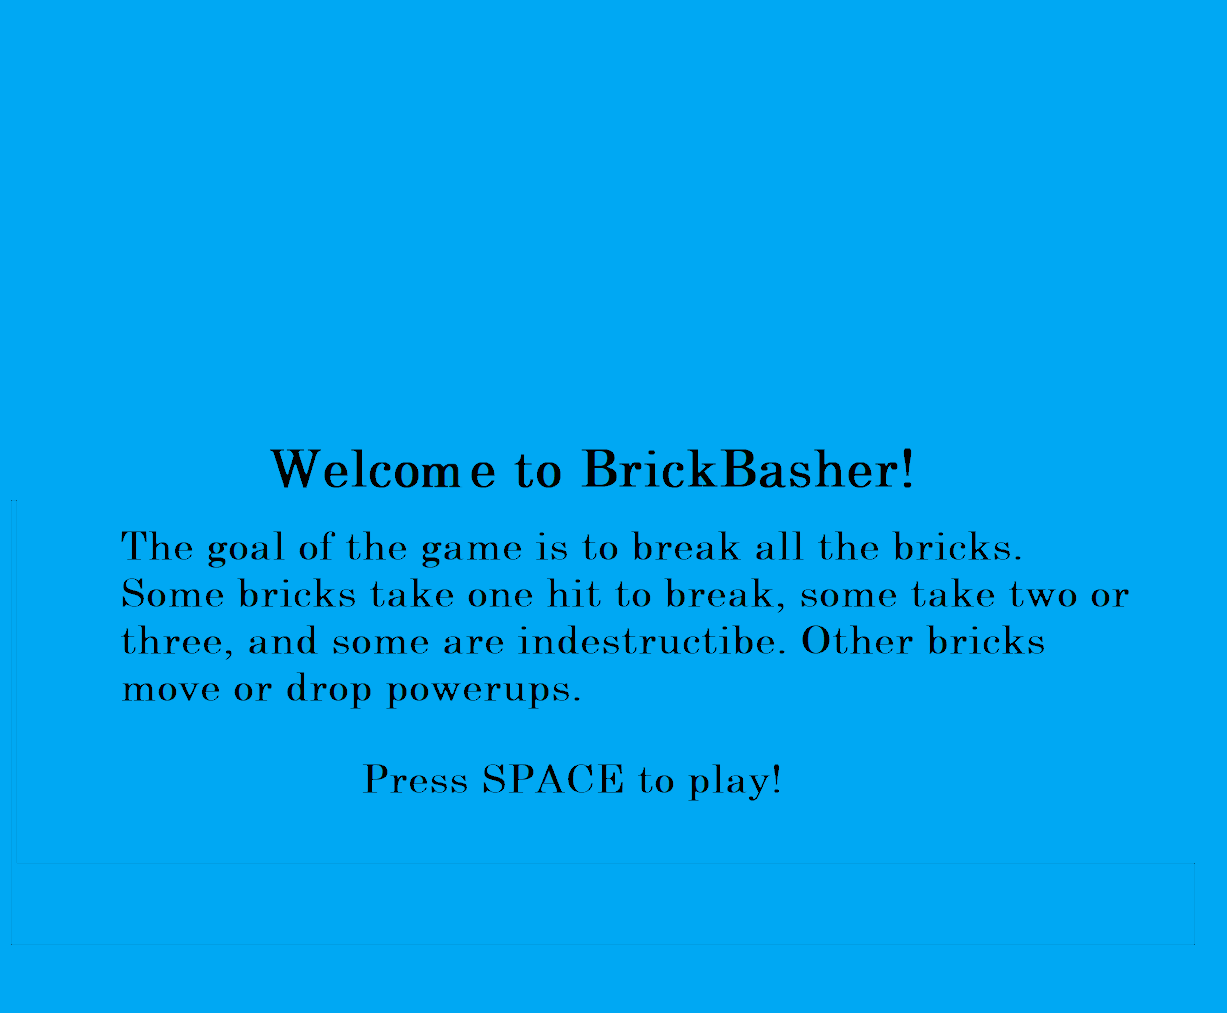 Welcome to BrickBasher!
The goal of the game is to break all the bricks.
Some bricks take one hit to break, some take two or
three, and some are indestructibe. Other bricks
move or drop powerups.
Press SPACE to play!